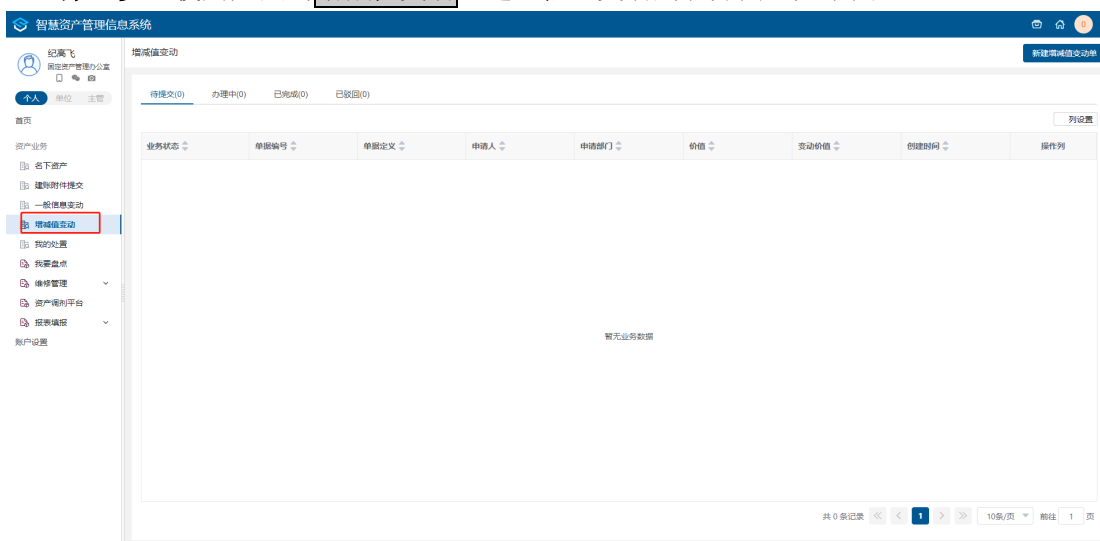 智慧资产管理信息系统
0
纪高飞
固定资产管理办公室
个人 单位 主管
首页
资产业务
名下资产
建账附件提交
一般信息变动
增减值变动
我的处置
我要盘点
维修管理
资产调剂平台
报表填报
账户设置
增减值变动
新建增减值变动单
待提交(0) 办理中(0) 已完成(0) 已驳回(0)
列设置
业务状态 单据编号 单据定义 申请人 申请部门 价值 变动价值 创建时间 操作列
暂无业务数据
共 0 条记录 1 10条/页 前往 1 页